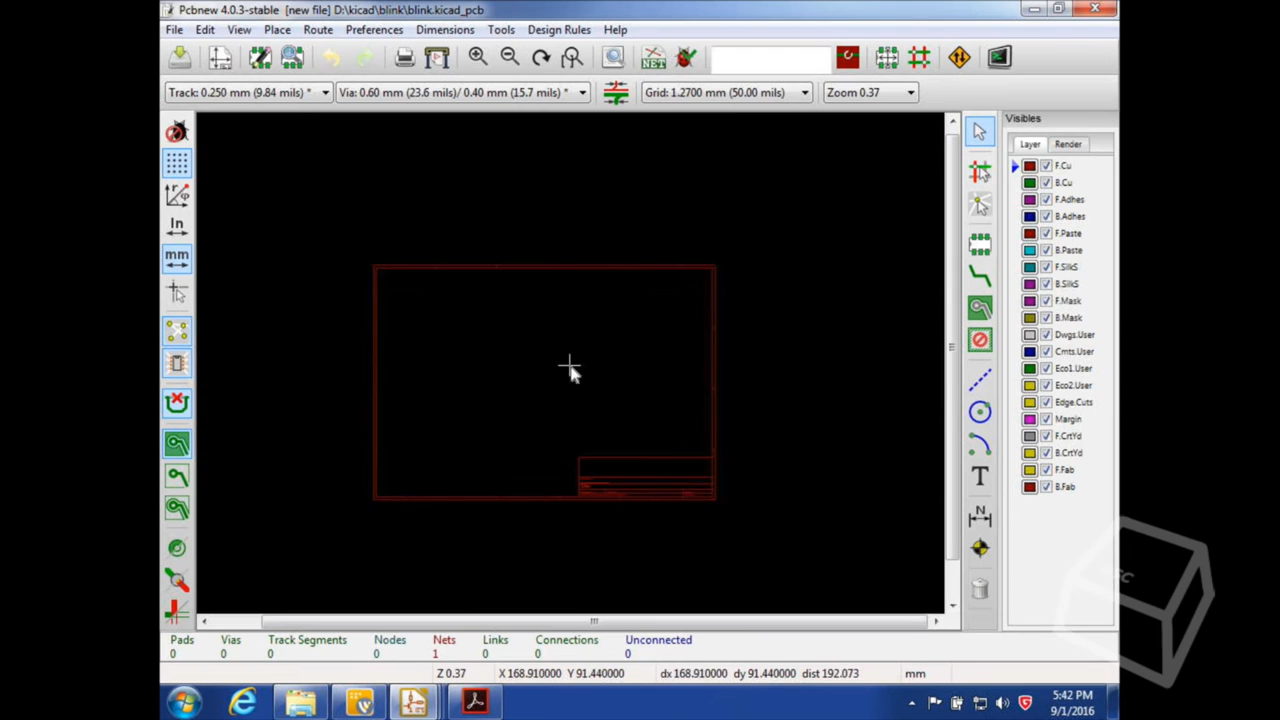 Pcbnew 4.0.3-stable [new file] D:\kicad\blink\blink.kicad_pcb
File Edit View Place Route Preferences Dimensions Tools Design Rules Help
NET
Track: 0.250 mm (9.84 mils) * Via: 0.60 mm (23.6 mils)/ 0.40 mm (15.7 mils) * Grid: 1.2700 mm (50.00 mils) Zoom 0.37
Visibles
Layer Render
F.Cu
B.Cu
F.Adhes
B.Adhes
F.Paste
B.Paste
F.SilkS
B.SilkS
F.Mask
B.Mask
Dwgs.User
Cmts.User
Eco1.User
Eco2.User
Edge.Cuts
Margin
F.CrtYd
B.CrtYd
F.Fab
B.Fab
In
mm
T
N
Pads Vias Track Segments Nodes Nets Links Connections Unconnected
0 0 0 0 1 0 0 0
Z 0.37 X 168.910000 Y 91.440000 dx 168.910000 dy 91.440000 dist 192.073 mm
5:42 PM
9/1/2016